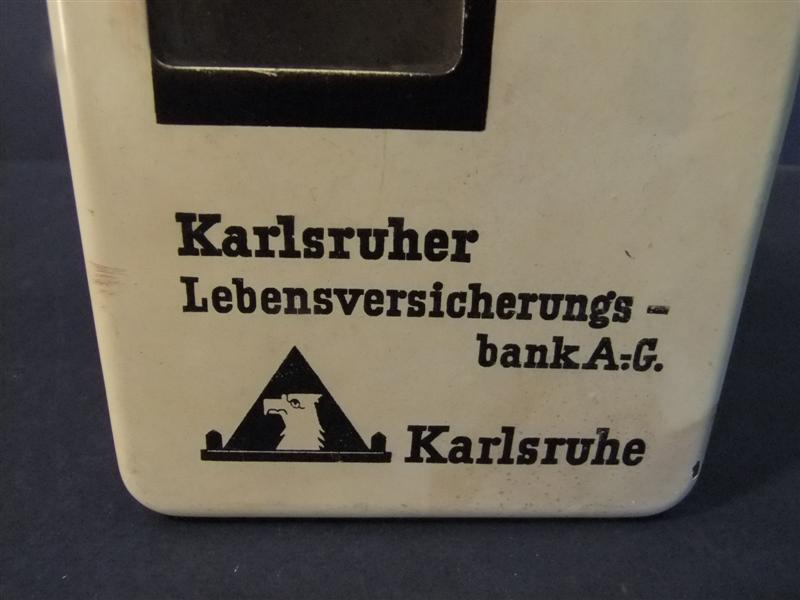 Karlsruher
Lebensversicherungs-
bank A.-G.
Karlsruhe